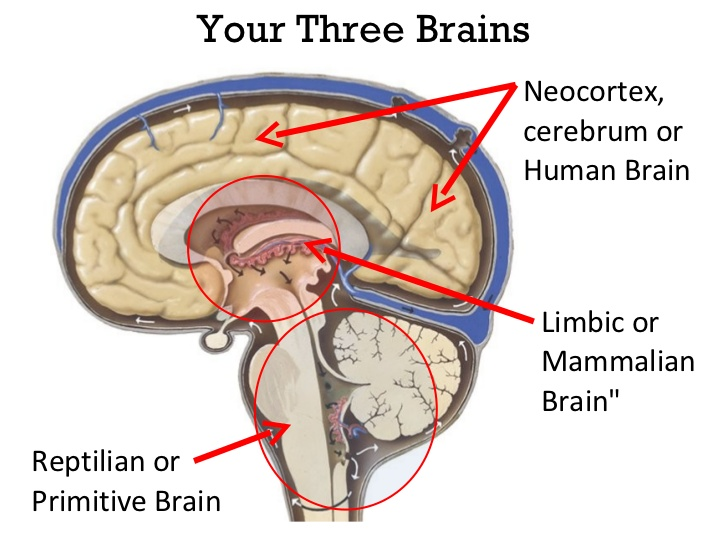 Your Three Brains
Neocortex,
cerebrum or
Human Brain
Limbic or
Mammalian
Brain"
Reptilian or
Primitive Brain